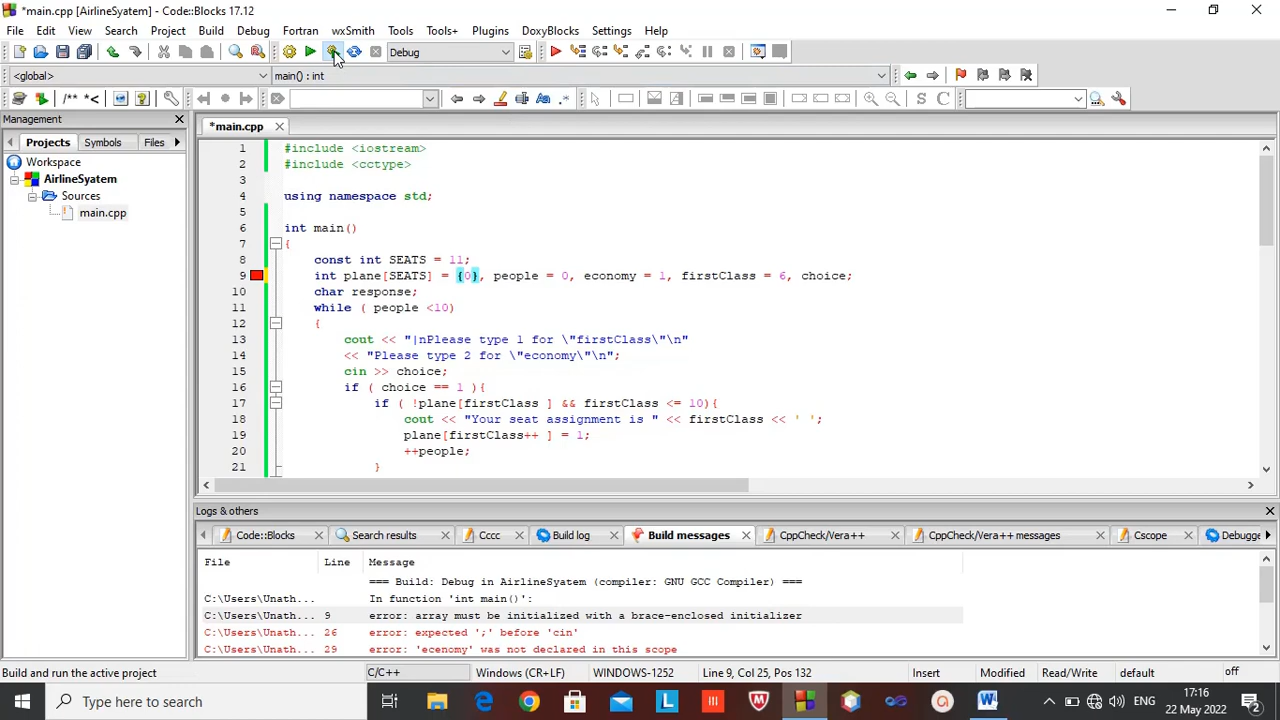 *main.cpp [AirlineSyatem] - Code::Blocks 17.12
File Edit View Search Project Build Debug Fortran wxSmith Tools Tools+ Plugins DoxyBlocks Settings Help
Debug
<global> main() : int
/** *< .* S C
Management
Projects Symbols Files
Workspace
AirlineSyatem
Sources
main.cpp
*main.cpp
1 #include <iostream>
2 #include <cctype>
3
4 using namespace std;
5
6 int main()
7 {
8 const int SEATS = 11;
9 int plane[SEATS] = {0}, people = 0, economy = 1, firstClass = 6, choice;
10 char response;
11 while ( people <10)
12 {
13 cout << "|nPlease type 1 for \"firstClass\"\n"
14 << "Please type 2 for \"economy\"\n";
15 cin >> choice;
16 if ( choice == 1 ){
17 if ( !plane[firstClass ] && firstClass <= 10){
18 cout << "Your seat assignment is " << firstClass << ' ';
19 plane[firstClass++ ] = 1;
20 ++people;
21 }
Logs & others
Code::Blocks Search results Cccc Build log Build messages CppCheck/Vera++ CppCheck/Vera++ messages Cscope Debugge
File Line Message
=== Build: Debug in AirlineSyatem (compiler: GNU GCC Compiler) ===
C:\Users\Unath... In function 'int main()':
C:\Users\Unath... 9 error: array must be initialized with a brace-enclosed initializer
C:\Users\Unath... 26 error: expected ';' before 'cin'
C:\Users\Unath... 29 error: 'ecenomy' was not declared in this scope
Build and run the active project C/C++ Windows (CR+LF) WINDOWS-1252 Line 9, Col 25, Pos 132 Insert Modified Read/Write default off
Type here to search
ENG
17:16
22 May 2022
2